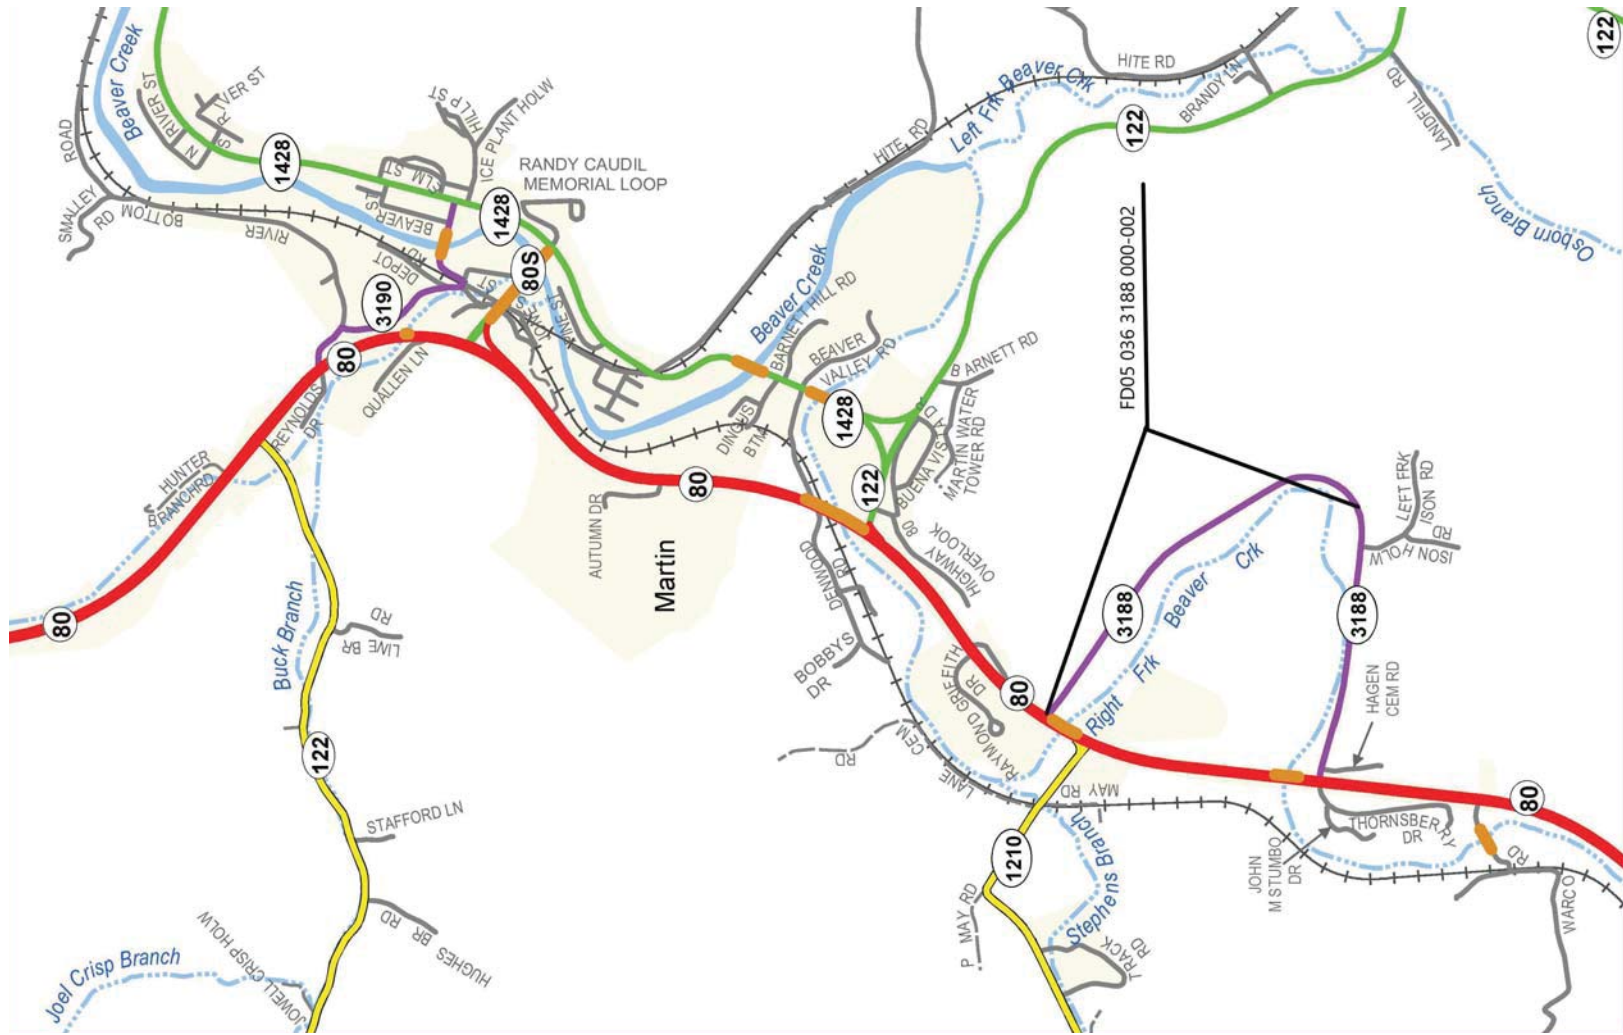 Beaver Creek
ROAD
RIVER ST
N
S RIVER ST
1428
HILL P ST
ICE PLANT HOLW
ELM ST
RANDY CAUDIL
MEMORIAL LOOP
SMALLEY
RD
BOTTOM
RIVER
BEAVER
ST
1428
DEPOT
RD
80S
3190
80
QUALLEN LN
REYNOLDS
DR
HUNTER
BRANCH RD
80
HITE RD
HITE RD
Left Frk Beaver Crk
BRANDY LN
122
LANDFILL RD
122
Osborn Branch
Beaver Creek
BARNETT HILL RD
BEAVER
VALLEY RD
1428
BARNETT RD
DINGUS
BTM
BUENA VISTA D
MARTIN WATER
TOWER RD
122
80
AUTUMN DR
Martin
HIGHWAY 80
OVERLOOK
DENWOOD
RD
BOBBYS
DR
FD05 036 3188 000-002
3188
LEFT FRK
ISON RD
ISON HOLW
RD
3188
Right Frk Beaver Crk
RAYMOND GRIFFITH
DR
80
HAGEN
CEM RD
LANE CEM
RD
MAY RD
80
THORNSBERRY
DR
JOHN
M STUMBO
DR
WARCO
RD
1210
P MAY RD
Stephens Branch
TRACK
RD
Buck Branch
LINE BR
RD
122
STAFFORD LN
HUGHES BR
RD
JOWELL CRISP HOLW
Joel Crisp Branch